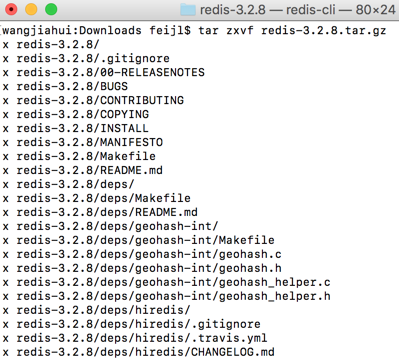 redis-3.2.8 — redis-cli — 80×24
[wangjiahui:Downloads feijl$ tar zxvf redis-3.2.8.tar.gz
x redis-3.2.8/
x redis-3.2.8/.gitignore
x redis-3.2.8/00-RELEASENOTES
x redis-3.2.8/BUGS
x redis-3.2.8/CONTRIBUTING
x redis-3.2.8/COPYING
x redis-3.2.8/INSTALL
x redis-3.2.8/MANIFESTO
x redis-3.2.8/Makefile
x redis-3.2.8/README.md
x redis-3.2.8/deps/
x redis-3.2.8/deps/Makefile
x redis-3.2.8/deps/README.md
x redis-3.2.8/deps/geohash-int/
x redis-3.2.8/deps/geohash-int/Makefile
x redis-3.2.8/deps/geohash-int/geohash.c
x redis-3.2.8/deps/geohash-int/geohash.h
x redis-3.2.8/deps/geohash-int/geohash_helper.c
x redis-3.2.8/deps/geohash-int/geohash_helper.h
x redis-3.2.8/deps/hiredis/
x redis-3.2.8/deps/hiredis/.gitignore
x redis-3.2.8/deps/hiredis/.travis.yml
x redis-3.2.8/deps/hiredis/CHANGELOG.md